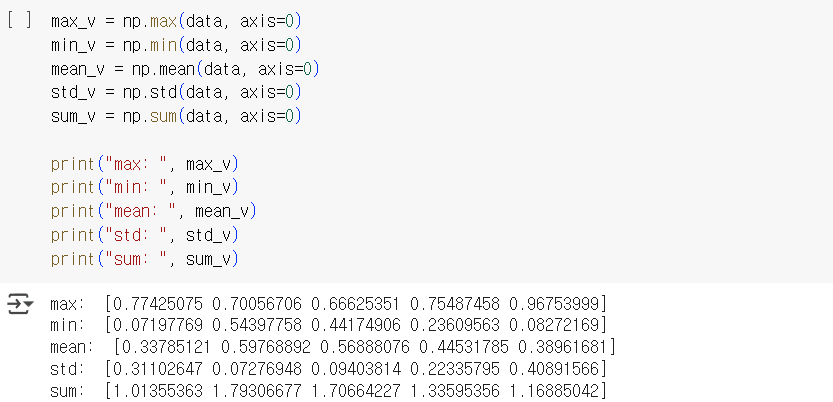 [ ] max_v = np.max(data, axis=0)
min_v = np.min(data, axis=0)
mean_v = np.mean(data, axis=0)
std_v = np.std(data, axis=0)
sum_v = np.sum(data, axis=0)
print("max: ", max_v)
print("min: ", min_v)
print("mean: ", mean_v)
print("std: ", std_v)
print("sum: ", sum_v)
max:  [0.77425075 0.70056706 0.66625351 0.75487458 0.96753999]
min:  [0.07197769 0.54397758 0.44174906 0.23609563 0.08272169]
mean:  [0.33785121 0.59768892 0.56888076 0.44531785 0.38961681]
std:  [0.31102647 0.07276948 0.09403814 0.22335795 0.40891566]
sum:  [1.01355363 1.79306677 1.70664227 1.33595356 1.16885042]